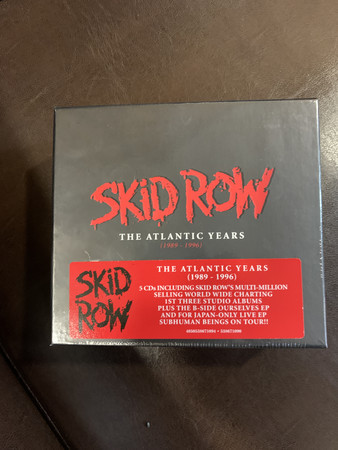 SKID ROW
THE ATLANTIC YEARS
(1989 - 1996)
SKID
ROW
THE ATLANTIC YEARS
(1989 - 1996)
5 CDs INCLUDING SKID ROW'S MULTI-MILLION
SELLING WORLD WIDE CHARTING
1ST THREE STUDIO ALBUMS
PLUS THE B-SIDE OURSELVES EP
AND FOR JAPAN-ONLY LIVE EP
SUBHUMAN BEINGS ON TOUR!!